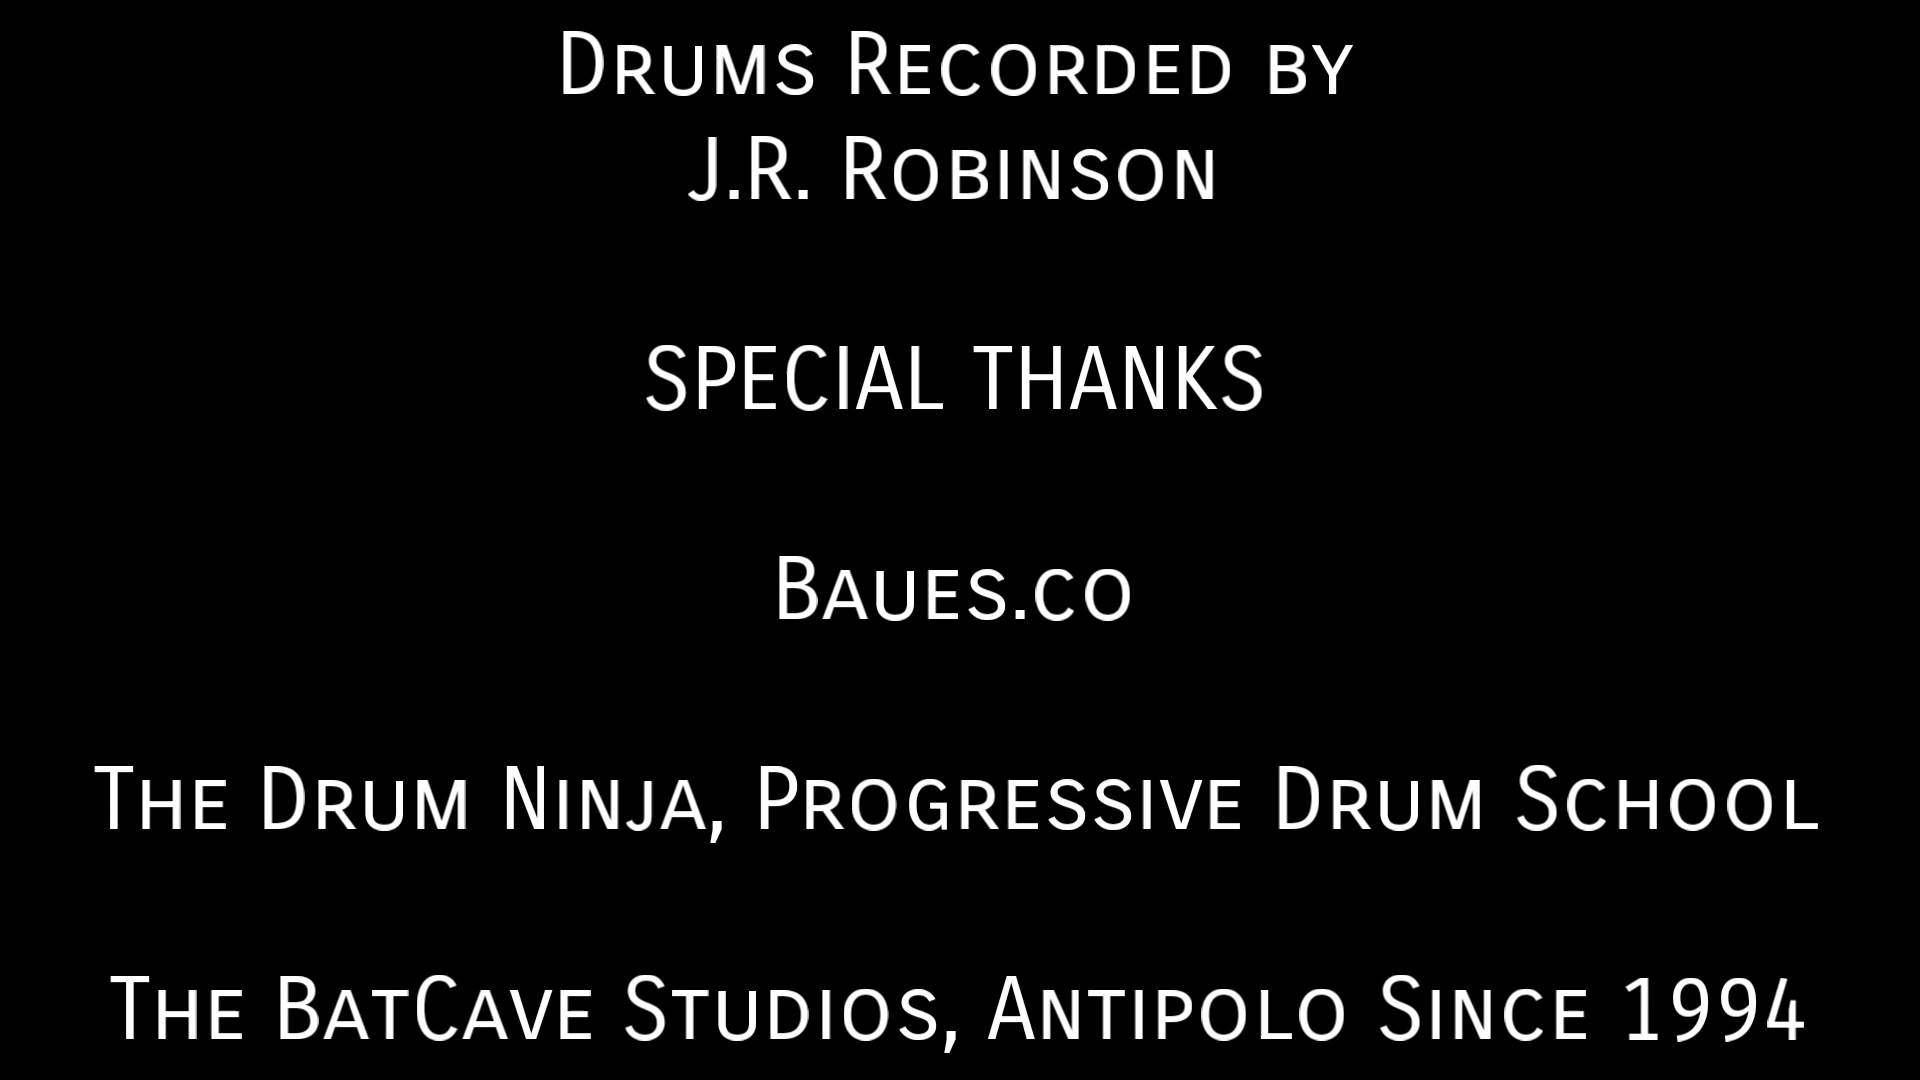 Drums Recorded by
J.R. Robinson
SPECIAL THANKS
Baues.co
The Drum Ninja, Progressive Drum School
The BatCave Studios, Antipolo Since 1994